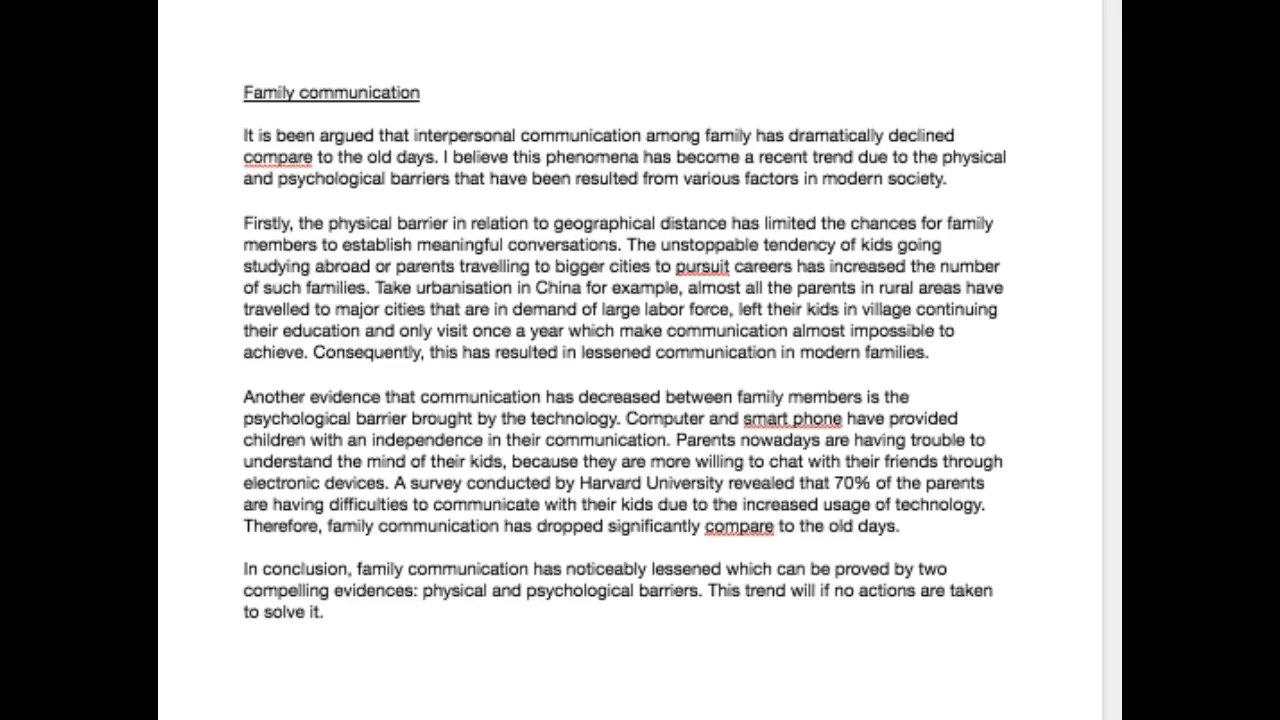 Family communication
It is been argued that interpersonal communication among family has dramatically declined
compare to the old days. I believe this phenomena has become a recent trend due to the physical
and psychological barriers that have been resulted from various factors in modern society.
Firstly, the physical barrier in relation to geographical distance has limited the chances for family
members to establish meaningful conversations. The unstoppable tendency of kids going
studying abroad or parents travelling to bigger cities to pursuit careers has increased the number
of such families. Take urbanisation in China for example, almost all the parents in rural areas have
travelled to major cities that are in demand of large labor force, left their kids in village continuing
their education and only visit once a year which make communication almost impossible to
achieve. Consequently, this has resulted in lessened communication in modern families.
Another evidence that communication has decreased between family members is the
psychological barrier brought by the technology. Computer and smart phone have provided
children with an independence in their communication. Parents nowadays are having trouble to
understand the mind of their kids, because they are more willing to chat with their friends through
electronic devices. A survey conducted by Harvard University revealed that 70% of the parents
are having difficulties to communicate with their kids due to the increased usage of technology.
Therefore, family communication has dropped significantly compare to the old days.
In conclusion, family communication has noticeably lessened which can be proved by two
compelling evidences: physical and psychological barriers. This trend will if no actions are taken
to solve it.